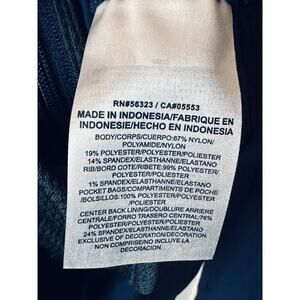 RN#56323 / CA#05553
MADE IN INDONESIA/FABRIQUE EN
INDONESIE/HECHO EN INDONESIA
BODY/CORPS/CUERPO:67% NYLON/
POLYAMIDE/NYLON
19% POLYESTER/POLYESTER/POLIESTER
14% SPANDEX/ELASTHANNE/ELASTANO
RIB/BORD COTE/RIBETE:99% POLYESTER/
POLYESTER/POLIESTER
1% SPANDEX/ELASTHANNE/ELASTANO
POCKET BAGS/COMPARTIMENTS DE POCHE
/BOLSILLOS: 100% POLYESTER/POLYESTER
/POLIESTER
CENTER BACK LINING/DOUBLURE ARRIERE
CENTRALE/FORRO TRASERO CENTRAL:76%
POLYESTER/POLYESTER/POLIESTER
24% SPANDEX/ELASTHANNE/ELASTANO
EXCLUSIVE OF DECORATION/DECORATION
NON COMPRISE/NO INCLUYE LA
DECORACION